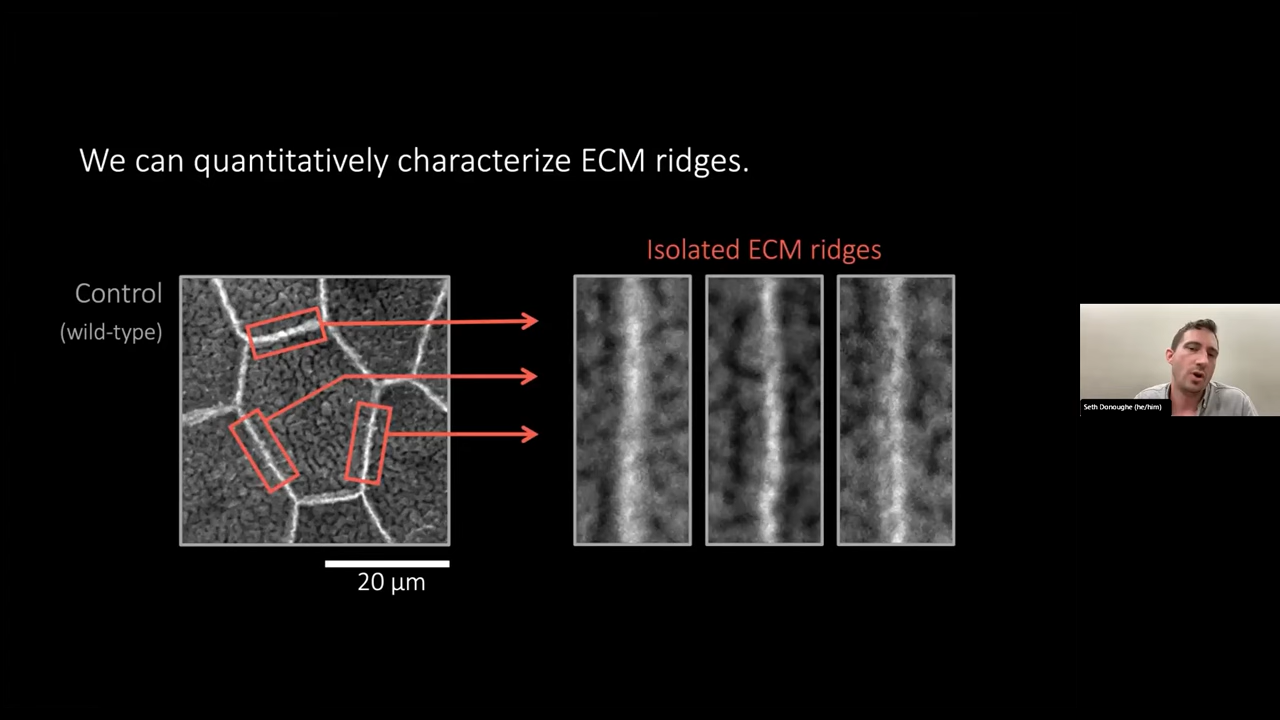 We can quantitatively characterize ECM ridges.
Isolated ECM ridges
Control
(wild-type)
20 µm
Seth Donoughe (he/him)